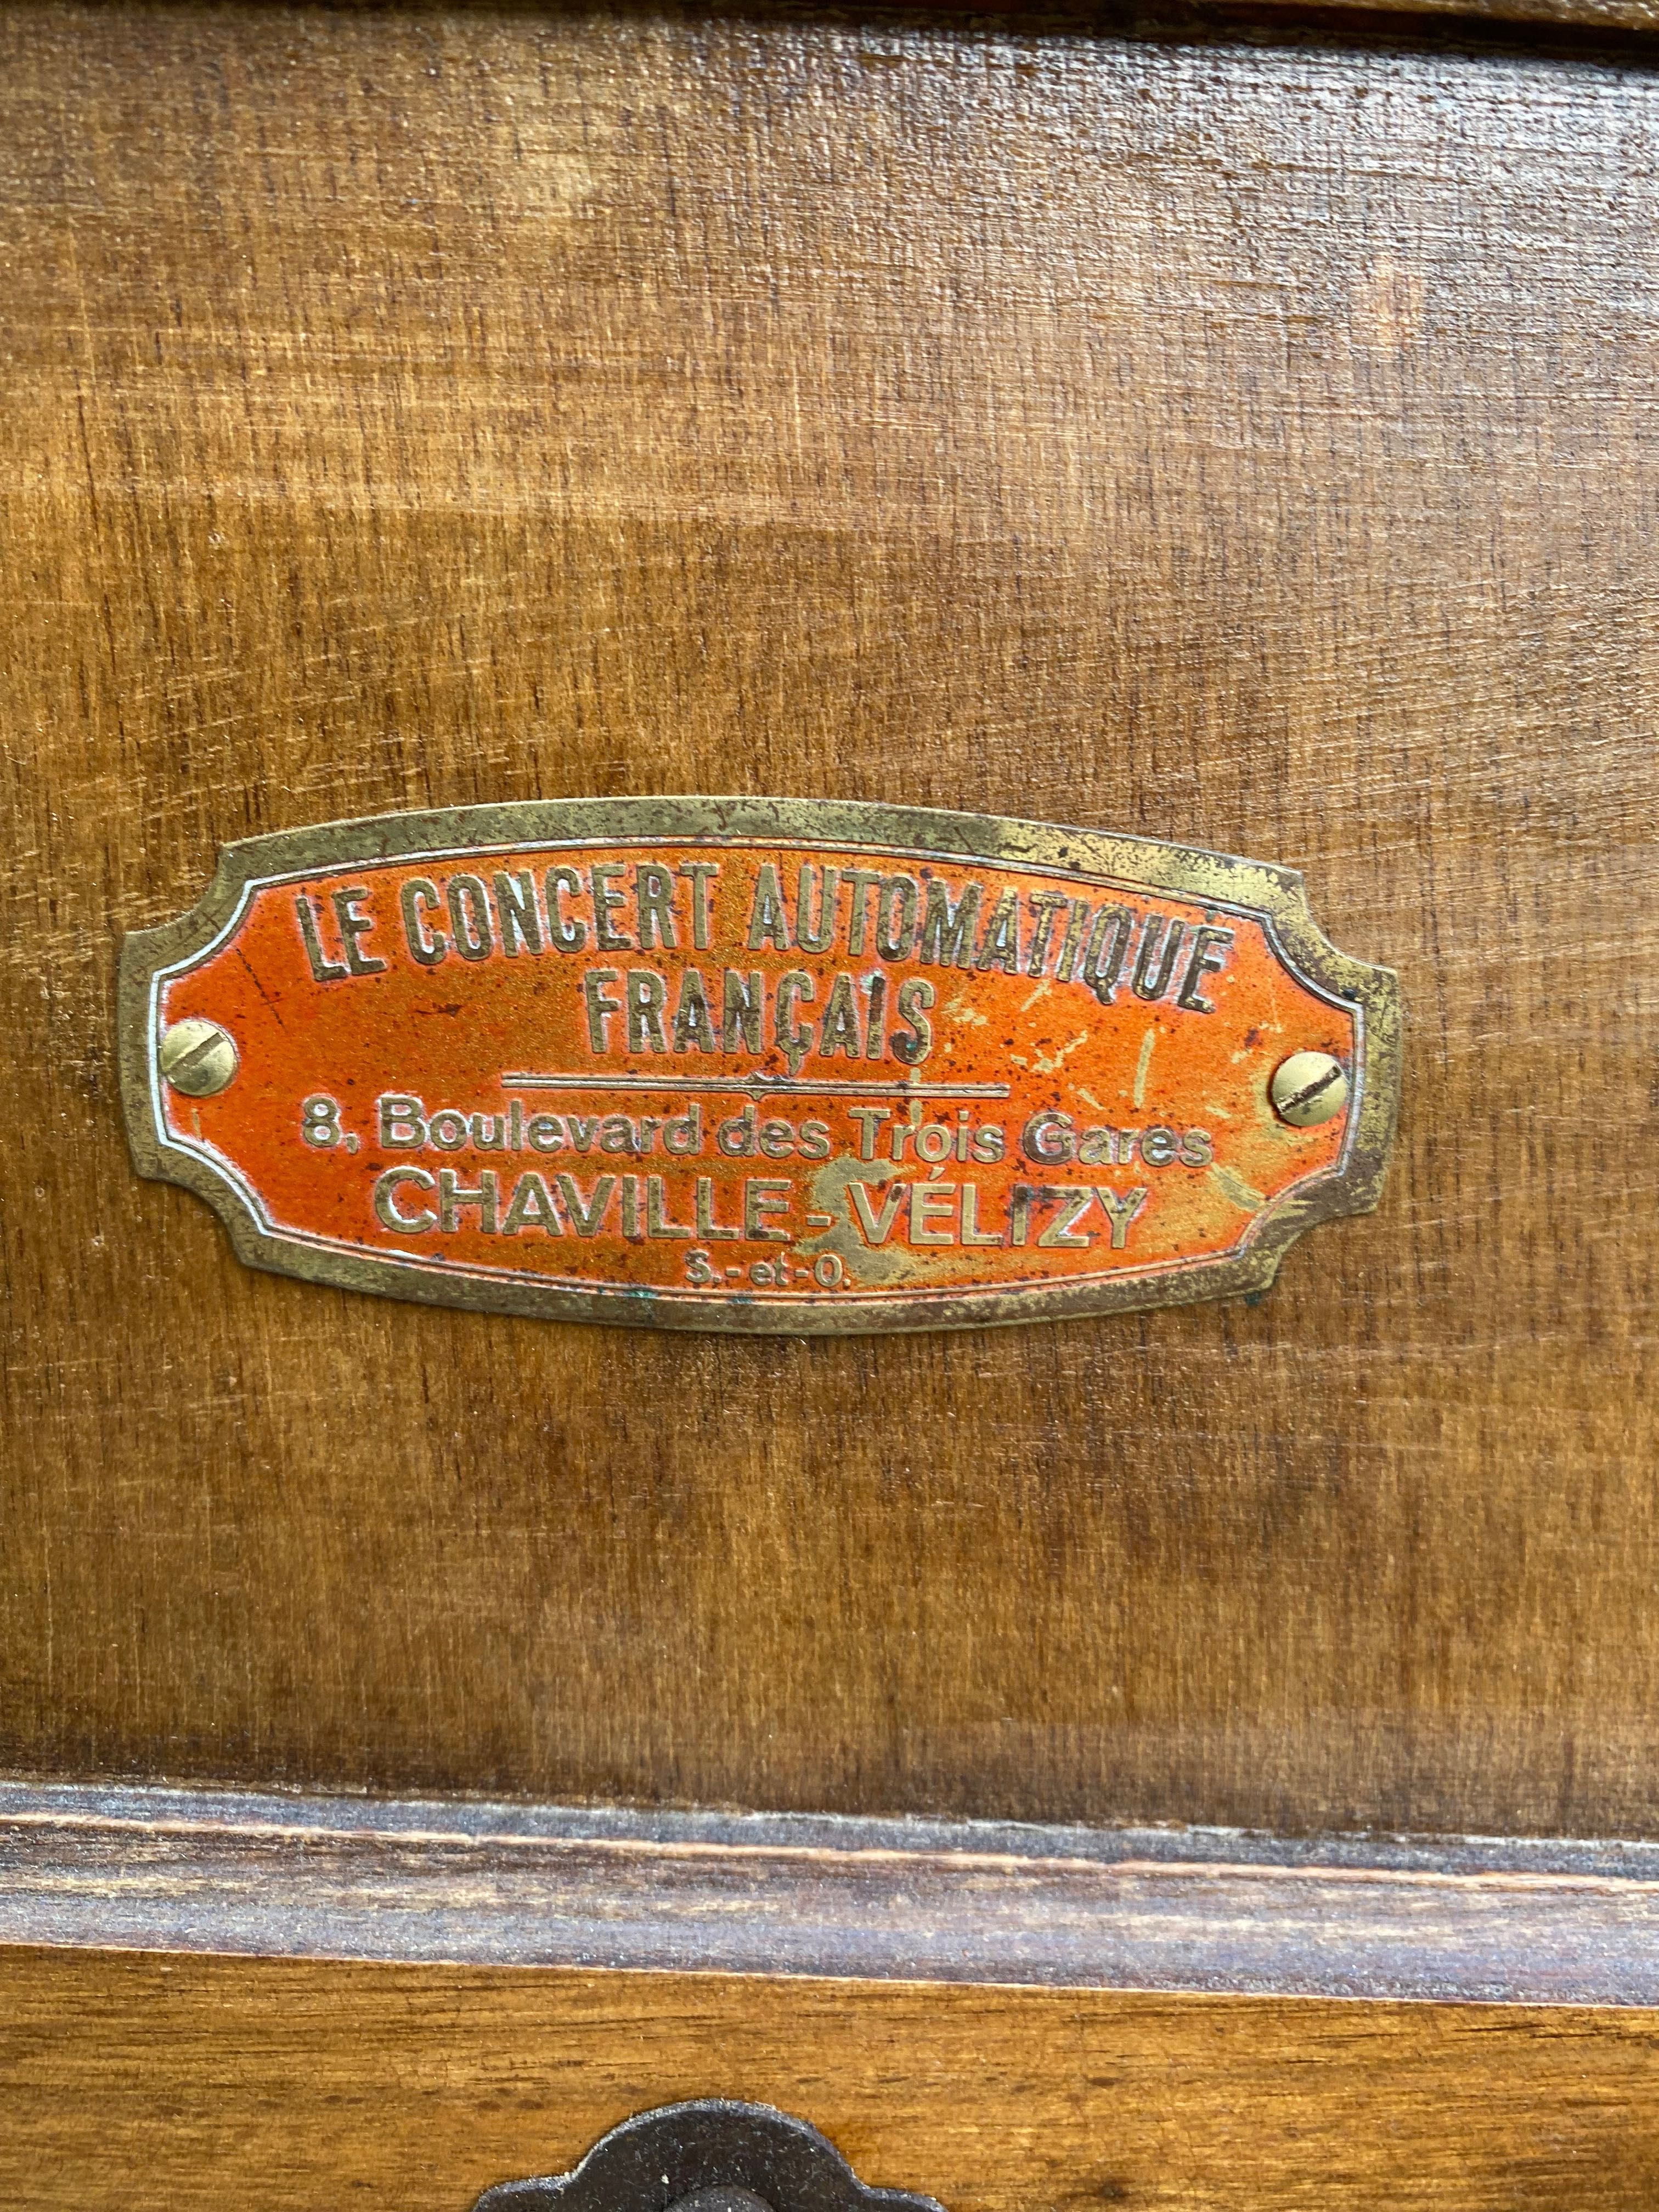 LE CONCERT AUTOMATIQUE
FRANÇAIS
8, Boulevard des Trois Gares
CHAVILLE - VÉLIZY
S.-et-O.